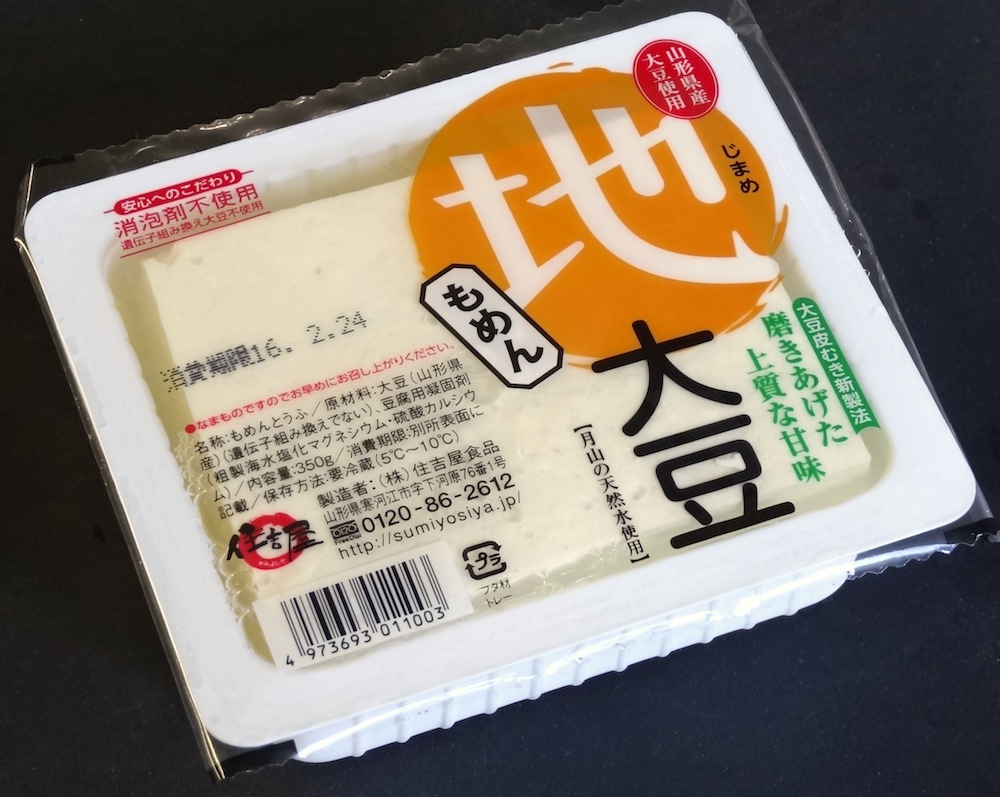 山形県産
大豆使用
地
じまめ
大豆
もめん
安心へのこだわり
消泡剤不使用
遺伝子組み換え大豆不使用
消費期限16. 2.24
●なまものですのでお早めにお召し上がりください。
名称:もめんとうふ/原材料:大豆(山形県
産)(遺伝子組み換えでない)、豆腐用凝固剤
(粗製海水塩化マグネシウム・硫酸カルシウ
ム)/内容量:350g/消費期限:別所表面に
記載/保存方法:要冷蔵(5℃〜10℃)
製造者:(株)住吉屋食品
山形県寒河江市字下河原76番1号
FreeDial 0120-86-2612
http://sumiyosiya.jp/
住吉屋
すみよしや
4 973693 011003
プラ
フタ材
トレー
【月山の天然水使用】
大豆皮むき新製法
磨きあげた
上質な甘味